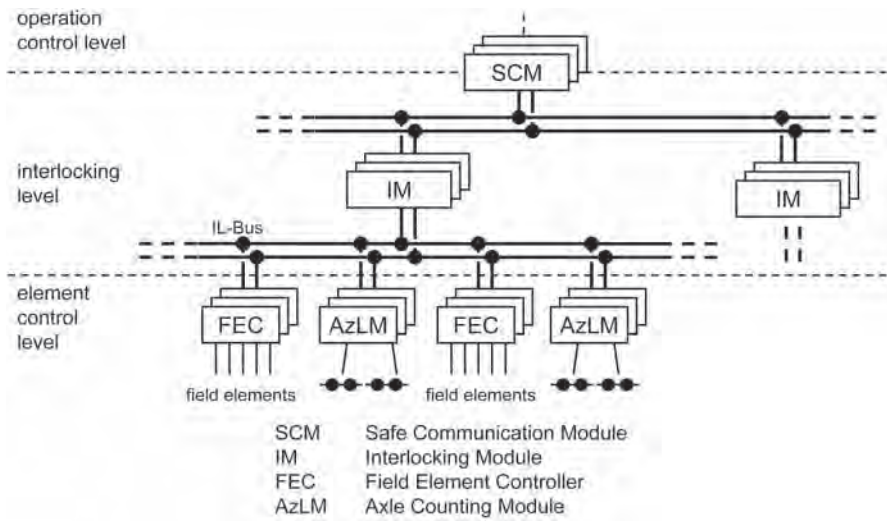 operation
control level
SCM
interlocking
level
IM
IM
IL-Bus
element
control
level
FEC
AzLM
FEC
AzLM
field elements
field elements
SCM Safe Communication Module
IM Interlocking Module
FEC Field Element Controller
AzLM Axle Counting Module